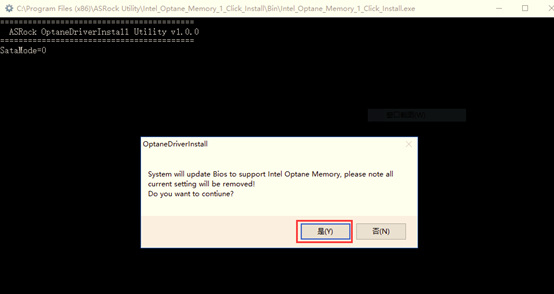 C:\Program Files (x86)\ASRock Utility\Intel_Optane_Memory_1_Click_Install\Bin\Intel_Optane_Memory_1_Click_Install.exe
========================================
ASRock OptaneDriverInstall Utility v1.0.0
========================================
SataMode=0
OptaneDriverInstall
System will update Bios to support Intel Optane Memory, please note all
current setting will be removed!
Do you want to contiune?
是(Y)
否(N)